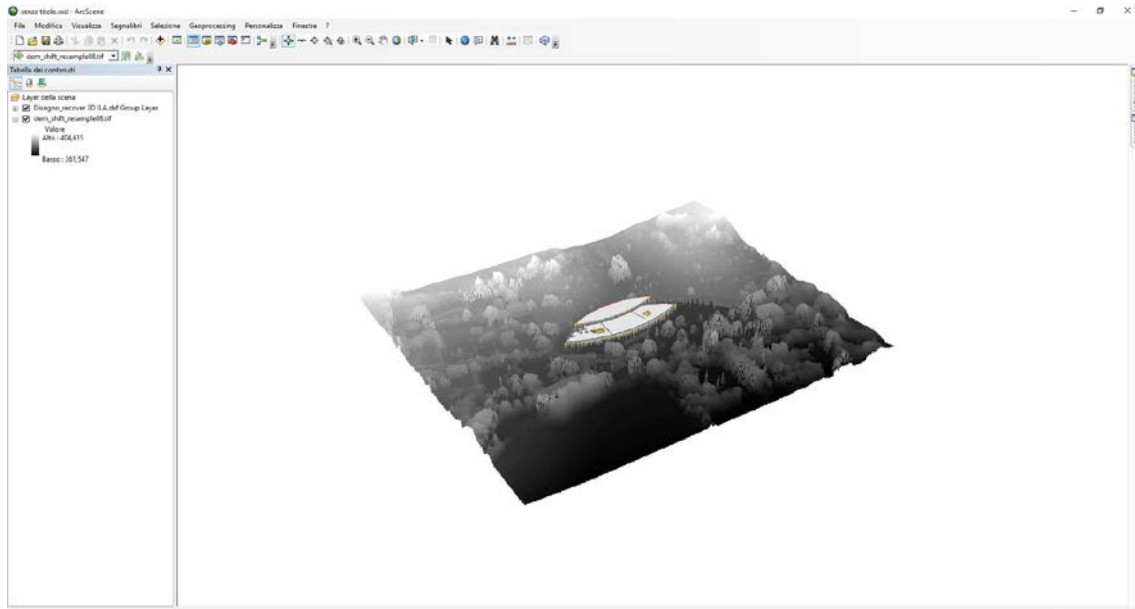 senza titolo.sxd - ArcScene
File Modifica Visualizza Segnalibri Selezione Geoprocessing Personalizza Finestre ?
dem_shift_resample08.tif
Tabella dei contenuti
Layer della scena
Disegno_recover 3D ILA.dxf Group Layer
dem_shift_resample08.tif
Valore
Alto : 404,615
Basso : 361,547